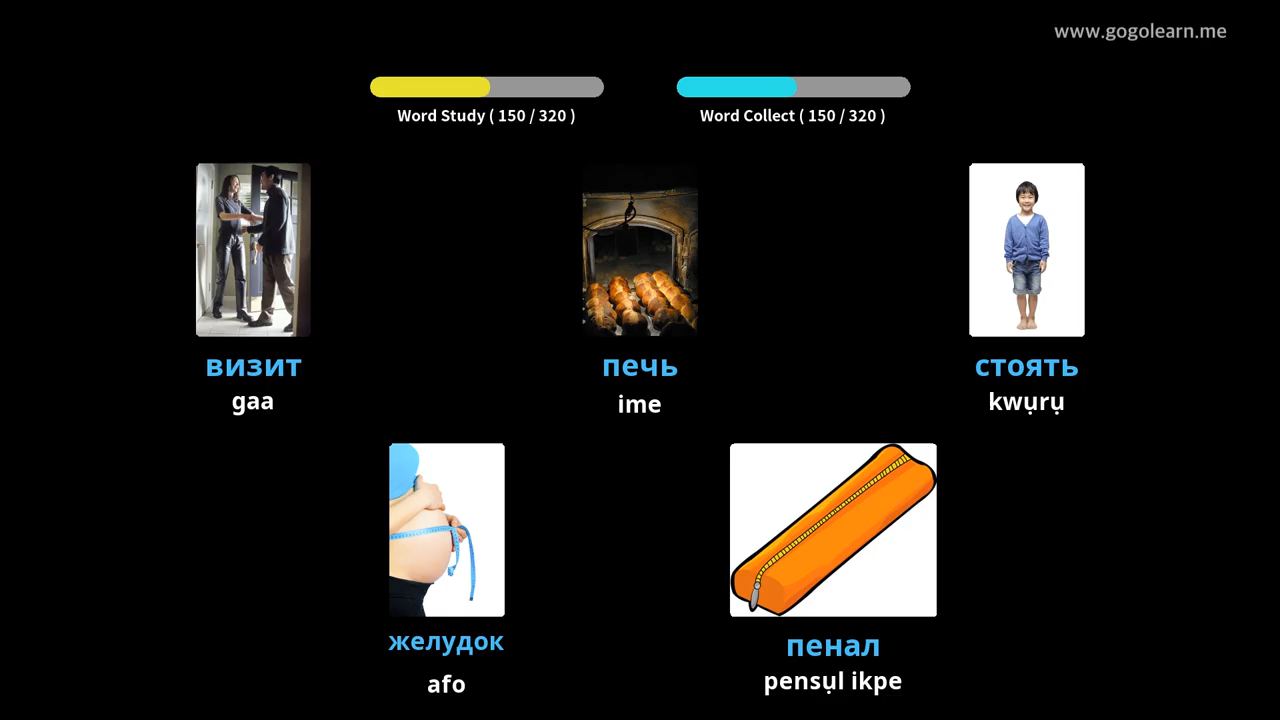 www.gogolearn.me
Word Study ( 150 / 320 )
Word Collect ( 150 / 320 )
визит
gaa
печь
ime
стоять
kwụrụ
желудок
afo
пенал
pensụl ikpe